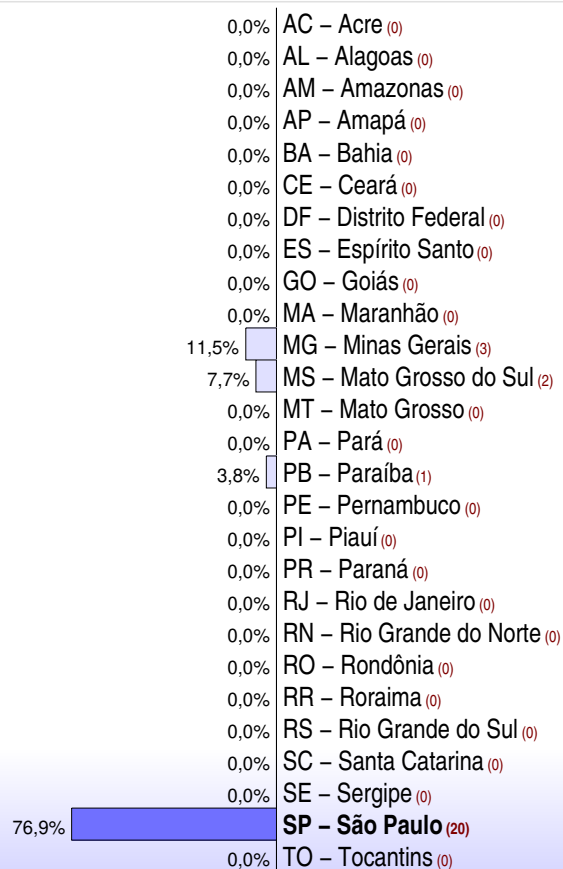 0,0% AC – Acre (0)
0,0% AL – Alagoas (0)
0,0% AM – Amazonas (0)
0,0% AP – Amapá (0)
0,0% BA – Bahia (0)
0,0% CE – Ceará (0)
0,0% DF – Distrito Federal (0)
0,0% ES – Espírito Santo (0)
0,0% GO – Goiás (0)
0,0% MA – Maranhão (0)
11,5% MG – Minas Gerais (3)
7,7% MS – Mato Grosso do Sul (2)
0,0% MT – Mato Grosso (0)
0,0% PA – Pará (0)
3,8% PB – Paraíba (1)
0,0% PE – Pernambuco (0)
0,0% PI – Piauí (0)
0,0% PR – Paraná (0)
0,0% RJ – Rio de Janeiro (0)
0,0% RN – Rio Grande do Norte (0)
0,0% RO – Rondônia (0)
0,0% RR – Roraima (0)
0,0% RS – Rio Grande do Sul (0)
0,0% SC – Santa Catarina (0)
0,0% SE – Sergipe (0)
76,9% SP – São Paulo (20)
0,0% TO – Tocantins (0)